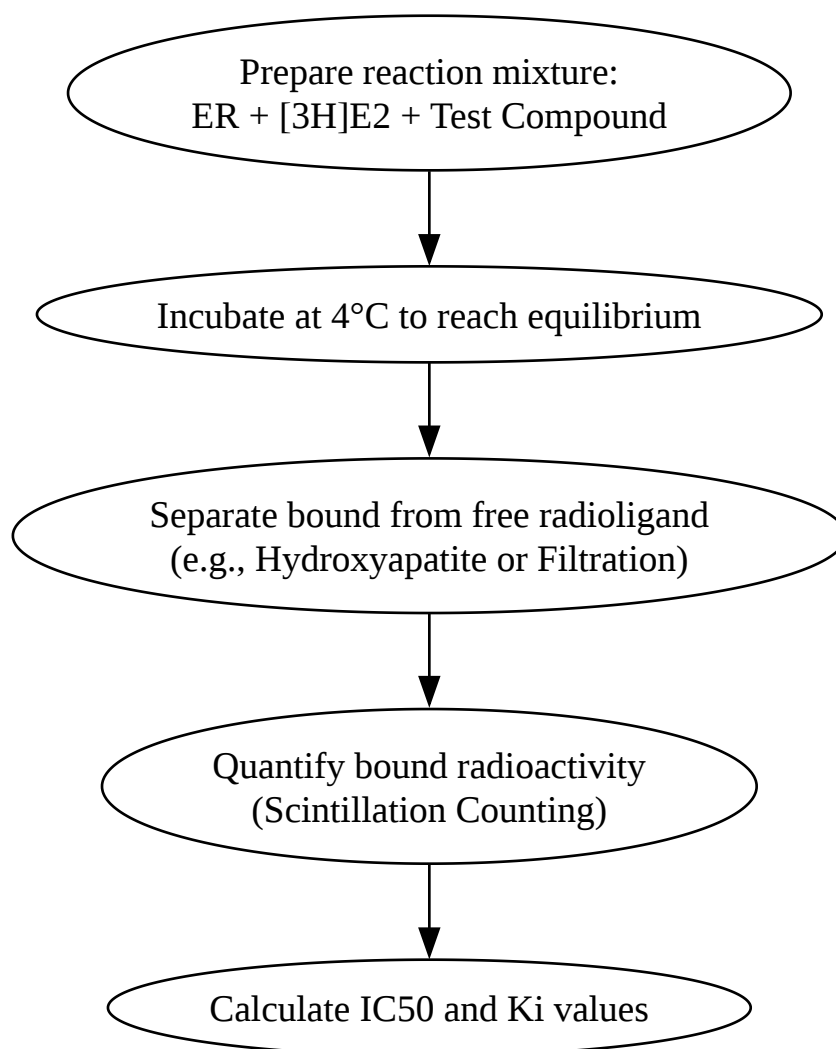 Prepare reaction mixture:
ER + [3H]E2 + Test Compound
Incubate at 4°C to reach equilibrium
Separate bound from free radioligand
(e.g., Hydroxyapatite or Filtration)
Quantify bound radioactivity
(Scintillation Counting)
Calculate IC50 and Ki values